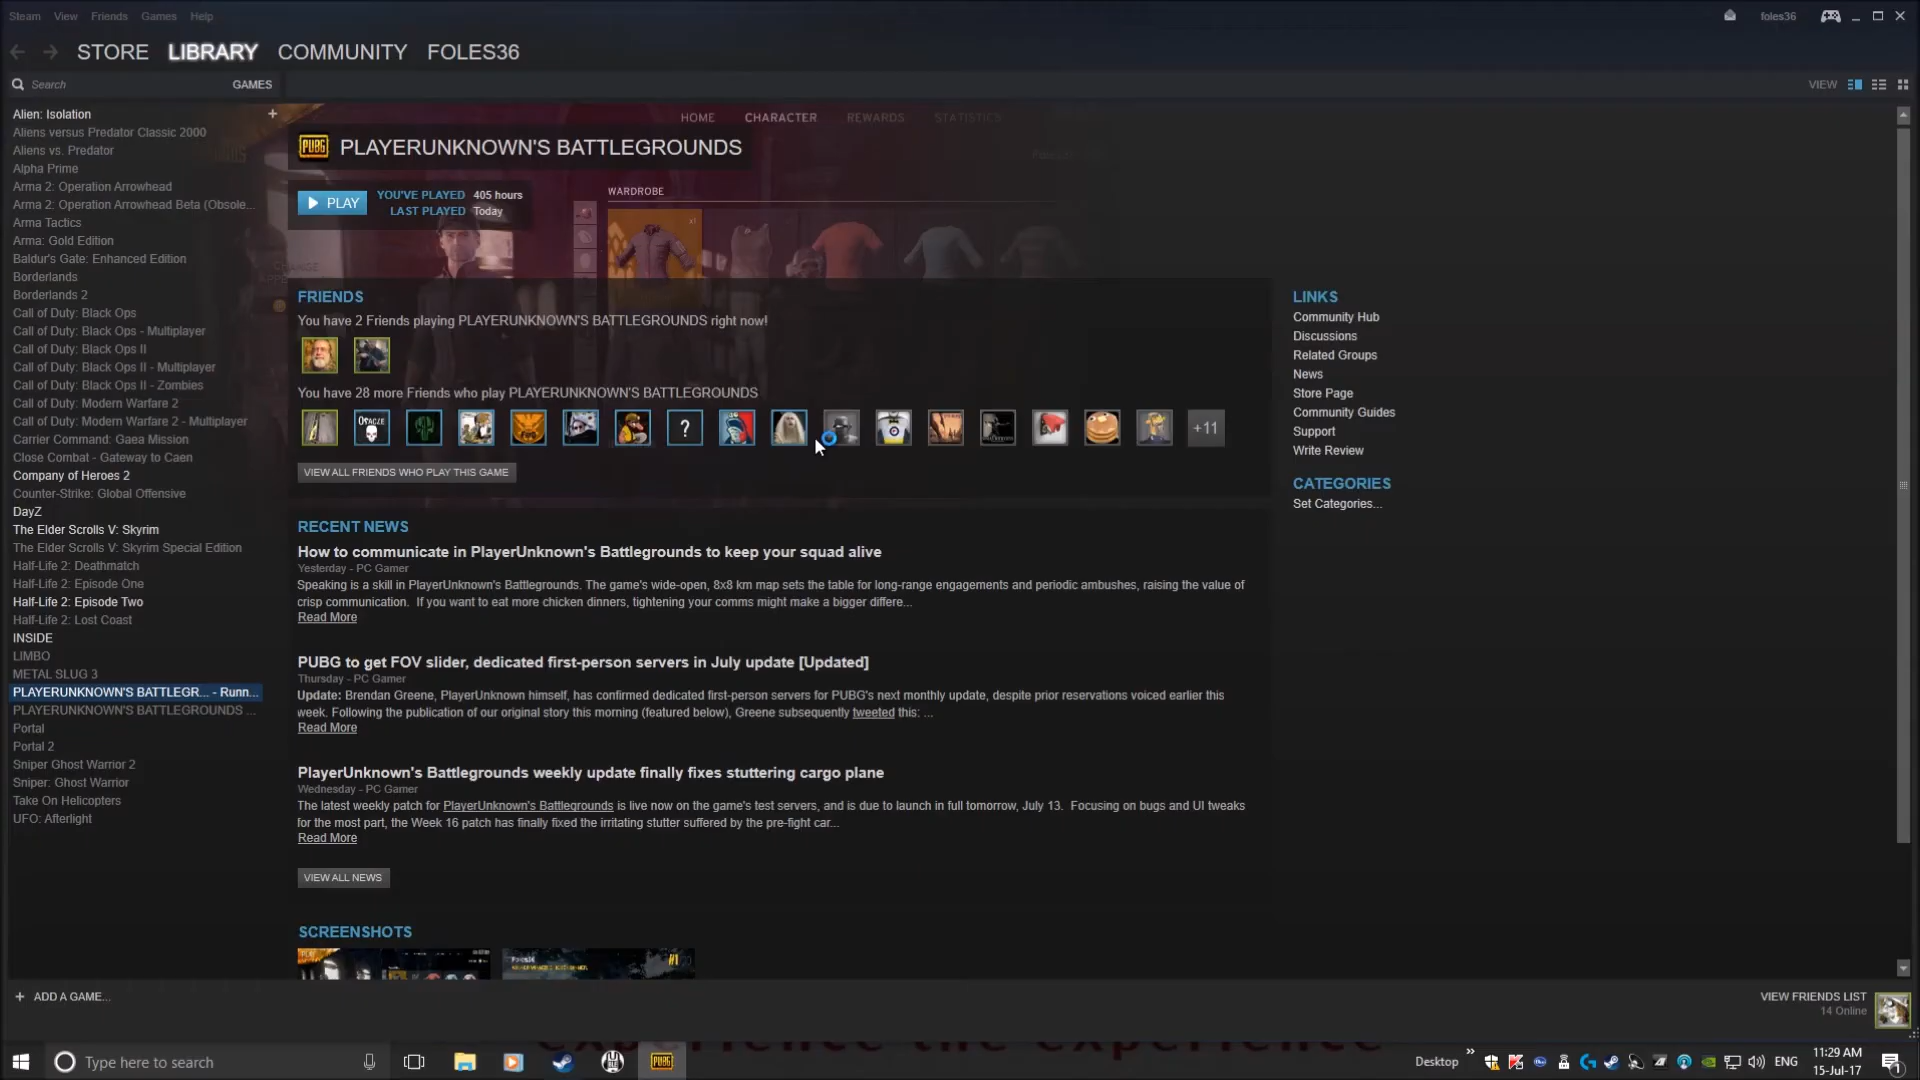 Steam View Friends Games Help
foles36
STORE LIBRARY COMMUNITY FOLES36
Search
GAMES
VIEW
Alien: Isolation
Aliens versus Predator Classic 2000
Aliens vs. Predator
Alpha Prime
Arma 2: Operation Arrowhead
Arma 2: Operation Arrowhead Beta (Obsole...
Arma Tactics
Arma: Gold Edition
Baldur's Gate: Enhanced Edition
Borderlands
Borderlands 2
Call of Duty: Black Ops
Call of Duty: Black Ops - Multiplayer
Call of Duty: Black Ops II
Call of Duty: Black Ops II - Multiplayer
Call of Duty: Black Ops II - Zombies
Call of Duty: Modern Warfare 2
Call of Duty: Modern Warfare 2 - Multiplayer
Carrier Command: Gaea Mission
Close Combat - Gateway to Caen
Company of Heroes 2
Counter-Strike: Global Offensive
DayZ
The Elder Scrolls V: Skyrim
The Elder Scrolls V: Skyrim Special Edition
Half-Life 2: Deathmatch
Half-Life 2: Episode One
Half-Life 2: Episode Two
Half-Life 2: Lost Coast
INSIDE
LIMBO
METAL SLUG 3
PLAYERUNKNOWN'S BATTLEGR... - Runn...
PLAYERUNKNOWN'S BATTLEGROUNDS ...
Portal
Portal 2
Sniper Ghost Warrior 2
Sniper: Ghost Warrior
Take On Helicopters
UFO: Afterlight
+ ADD A GAME...
HOME CHARACTER REWARDS STATISTICS
PUBG
PLAYERUNKNOWN'S BATTLEGROUNDS
PLAY
YOU'VE PLAYED 405 hours
LAST PLAYED Today
WARDROBE
x1
CHANGE
FRIENDS
You have 2 Friends playing PLAYERUNKNOWN'S BATTLEGROUNDS right now!
You have 28 more Friends who play PLAYERUNKNOWN'S BATTLEGROUNDS
?
+11
VIEW ALL FRIENDS WHO PLAY THIS GAME
RECENT NEWS
How to communicate in PlayerUnknown's Battlegrounds to keep your squad alive
Yesterday - PC Gamer
Speaking is a skill in PlayerUnknown's Battlegrounds. The game's wide-open, 8x8 km map sets the table for long-range engagements and periodic ambushes, raising the value of
crisp communication. If you want to eat more chicken dinners, tightening your comms might make a bigger differe...
Read More
PUBG to get FOV slider, dedicated first-person servers in July update [Updated]
Thursday - PC Gamer
Update: Brendan Greene, PlayerUnknown himself, has confirmed dedicated first-person servers for PUBG's next monthly update, despite prior reservations voiced earlier this
week. Following the publication of our original story this morning (featured below), Greene subsequently tweeted this: ...
Read More
PlayerUnknown's Battlegrounds weekly update finally fixes stuttering cargo plane
Wednesday - PC Gamer
The latest weekly patch for PlayerUnknown's Battlegrounds is live now on the game's test servers, and is due to launch in full tomorrow, July 13. Focusing on bugs and UI tweaks
for the most part, the Week 16 patch has finally fixed the irritating stutter suffered by the pre-fight car...
Read More
VIEW ALL NEWS
SCREENSHOTS
#1
LINKS
Community Hub
Discussions
Related Groups
News
Store Page
Community Guides
Support
Write Review
CATEGORIES
Set Categories...
VIEW FRIENDS LIST
14 Online
experience the experience
Type here to search
PUBG
Desktop
ENG
11:29 AM
15-Jul-17
1